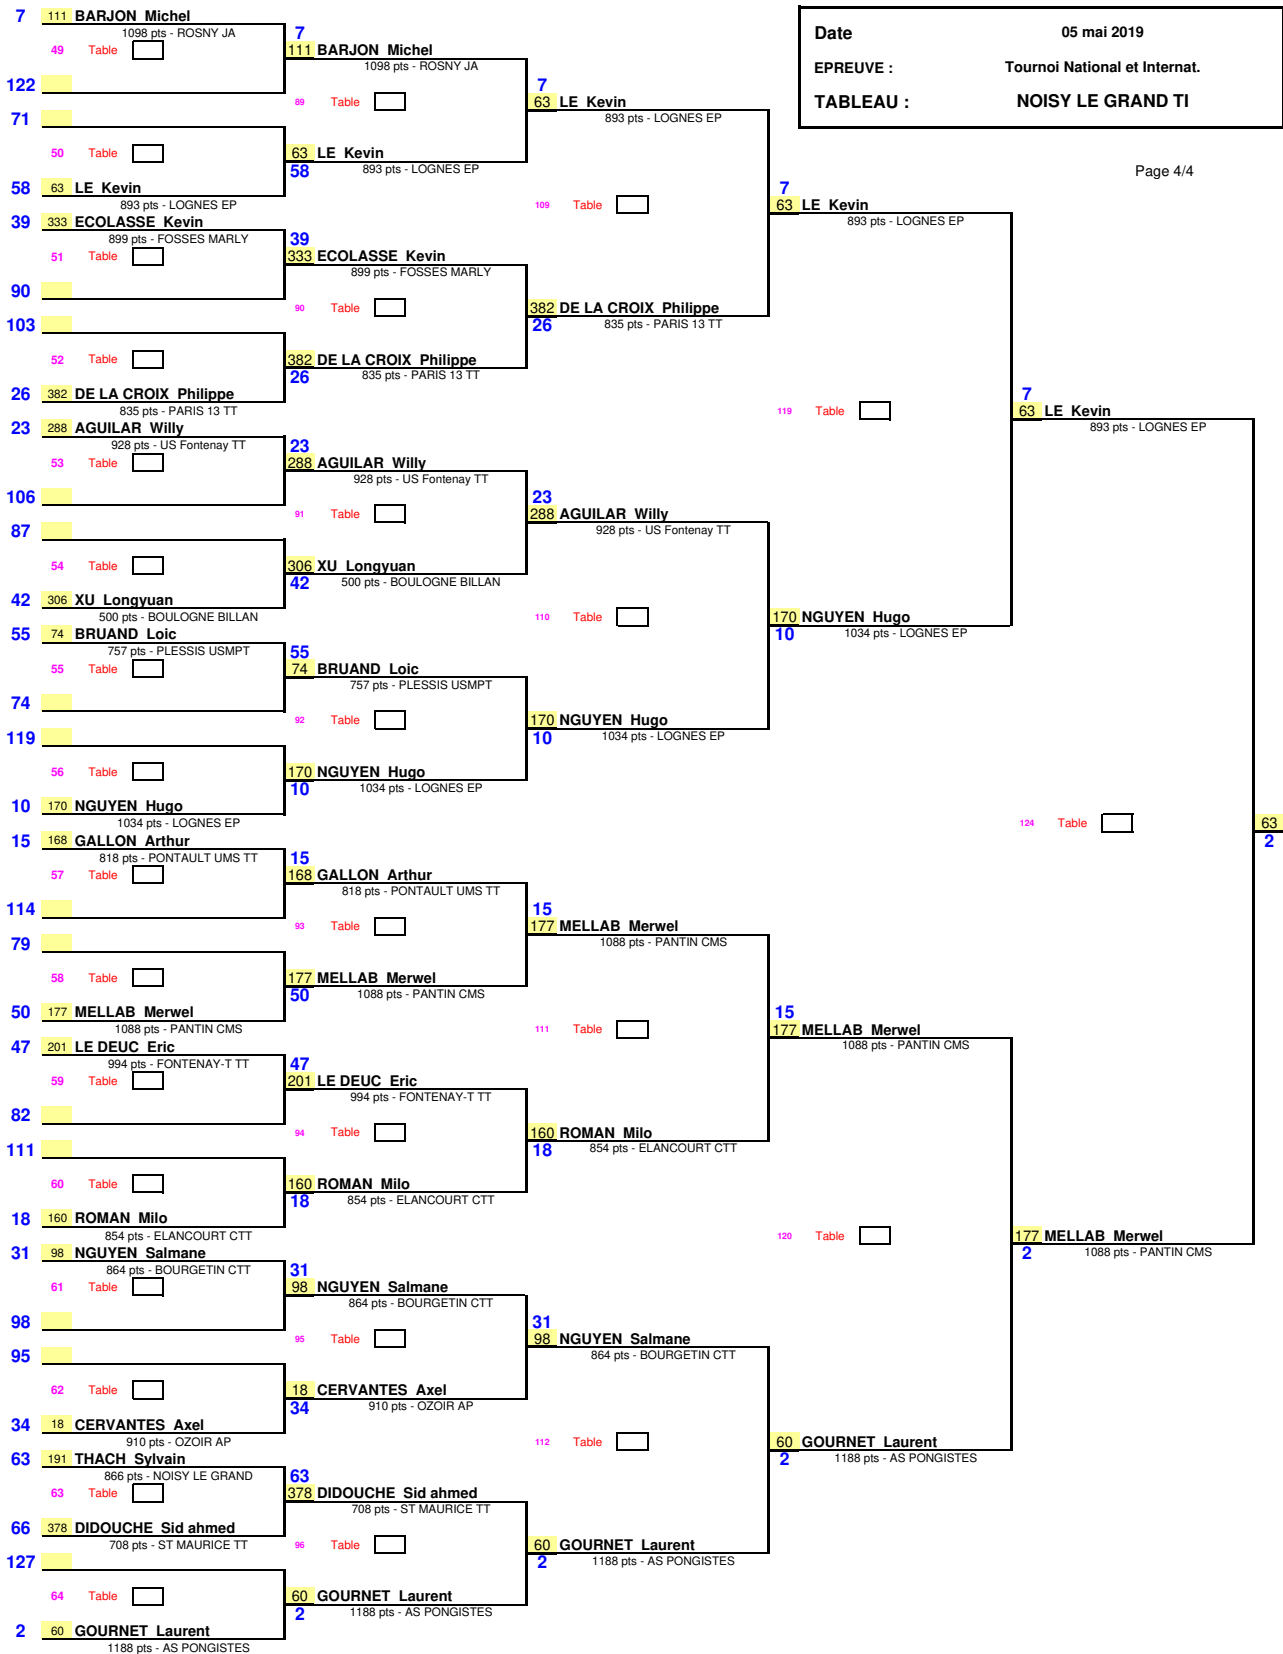 Date 05 mai 2019
EPREUVE : Tournoi National et Internat.
TABLEAU : NOISY LE GRAND TI
Page 4/4
7 111 BARJON Michel
1098 pts - ROSNY JA
49 Table
122
71
50 Table
58 63 LE Kevin
893 pts - LOGNES EP
39 333 ECOLASSE Kevin
899 pts - FOSSES MARLY
51 Table
90
103
52 Table
26 382 DE LA CROIX Philippe
835 pts - PARIS 13 TT
23 288 AGUILAR Willy
928 pts - US Fontenay TT
53 Table
106
87
54 Table
42 306 XU Longyuan
500 pts - BOULOGNE BILLAN
55 74 BRUAND Loic
757 pts - PLESSIS USMPT
55 Table
74
119
56 Table
10 170 NGUYEN Hugo
1034 pts - LOGNES EP
15 168 GALLON Arthur
818 pts - PONTAULT UMS TT
57 Table
114
79
58 Table
50 177 MELLAB Merwel
1088 pts - PANTIN CMS
47 201 LE DEUC Eric
994 pts - FONTENAY-T TT
59 Table
82
111
60 Table
18 160 ROMAN Milo
854 pts - ELANCOURT CTT
31 98 NGUYEN Salmane
864 pts - BOURGETIN CTT
61 Table
98
95
62 Table
34 18 CERVANTES Axel
910 pts - OZOIR AP
63 191 THACH Sylvain
866 pts - NOISY LE GRAND
63 Table
66 378 DIDOUCHE Sid ahmed
708 pts - ST MAURICE TT
127
64 Table
2 60 GOURNET Laurent
1188 pts - AS PONGISTES
7
111 BARJON Michel
1098 pts - ROSNY JA
89 Table
63 LE Kevin
58 893 pts - LOGNES EP
39
333 ECOLASSE Kevin
899 pts - FOSSES MARLY
90 Table
382 DE LA CROIX Philippe
26 835 pts - PARIS 13 TT
23
288 AGUILAR Willy
928 pts - US Fontenay TT
91 Table
306 XU Longyuan
42 500 pts - BOULOGNE BILLAN
55
74 BRUAND Loic
757 pts - PLESSIS USMPT
92 Table
170 NGUYEN Hugo
10 1034 pts - LOGNES EP
15
168 GALLON Arthur
818 pts - PONTAULT UMS TT
93 Table
177 MELLAB Merwel
50 1088 pts - PANTIN CMS
47
201 LE DEUC Eric
994 pts - FONTENAY-T TT
94 Table
160 ROMAN Milo
18 854 pts - ELANCOURT CTT
31
98 NGUYEN Salmane
864 pts - BOURGETIN CTT
95 Table
18 CERVANTES Axel
34 910 pts - OZOIR AP
63
378 DIDOUCHE Sid ahmed
708 pts - ST MAURICE TT
96 Table
60 GOURNET Laurent
2 1188 pts - AS PONGISTES
7
63 LE Kevin
893 pts - LOGNES EP
109 Table
382 DE LA CROIX Philippe
26 835 pts - PARIS 13 TT
23
288 AGUILAR Willy
928 pts - US Fontenay TT
110 Table
170 NGUYEN Hugo
10 1034 pts - LOGNES EP
15
177 MELLAB Merwel
1088 pts - PANTIN CMS
111 Table
160 ROMAN Milo
18 854 pts - ELANCOURT CTT
31
98 NGUYEN Salmane
864 pts - BOURGETIN CTT
112 Table
60 GOURNET Laurent
2 1188 pts - AS PONGISTES
7
63 LE Kevin
893 pts - LOGNES EP
119 Table
170 NGUYEN Hugo
10 1034 pts - LOGNES EP
15
177 MELLAB Merwel
1088 pts - PANTIN CMS
120 Table
60 GOURNET Laurent
2 1188 pts - AS PONGISTES
7
63 LE Kevin
893 pts - LOGNES EP
124 Table
177 MELLAB Merwel
2 1088 pts - PANTIN CMS
63
2